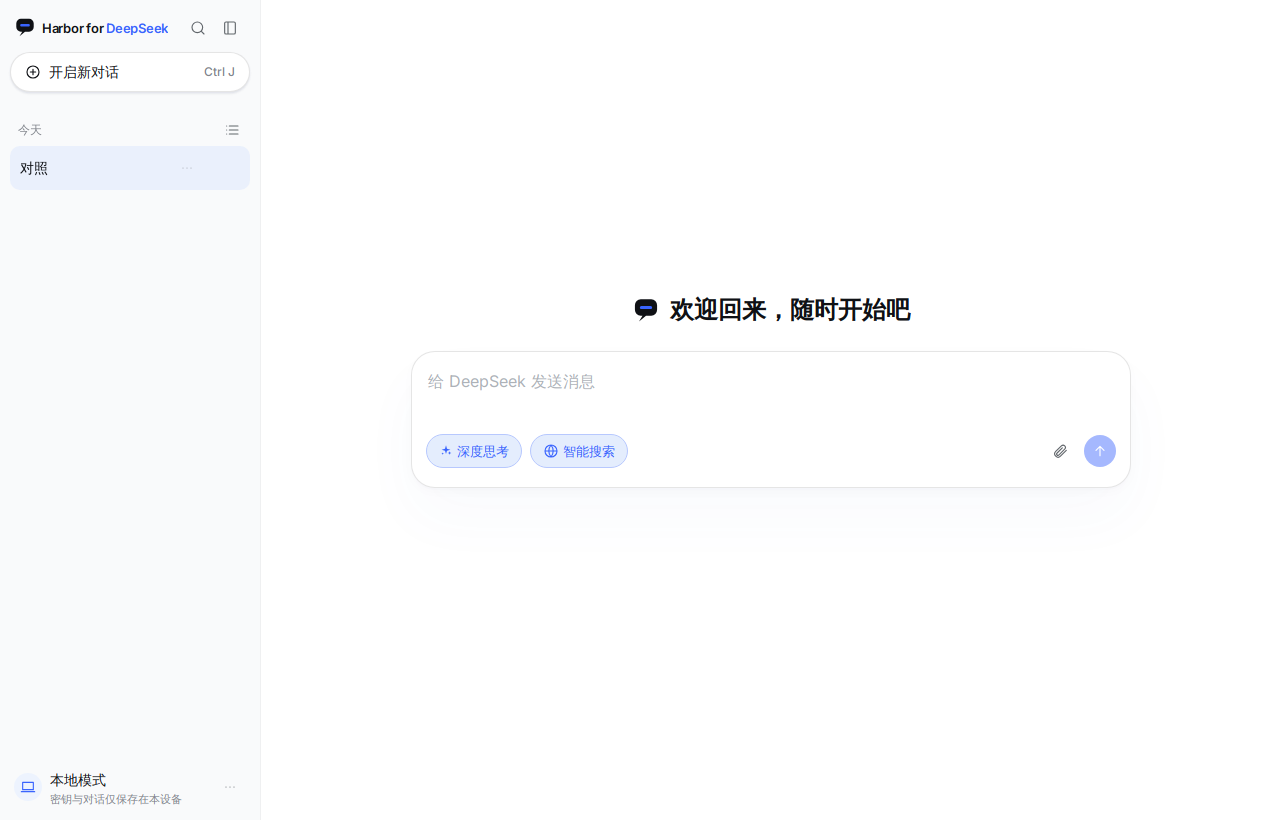 Harbor for DeepSeek
开启新对话 Ctrl J
今天
对照
欢迎回来，随时开始吧
给 DeepSeek 发送消息
深度思考 智能搜索
本地模式
密钥与对话仅保存在本设备